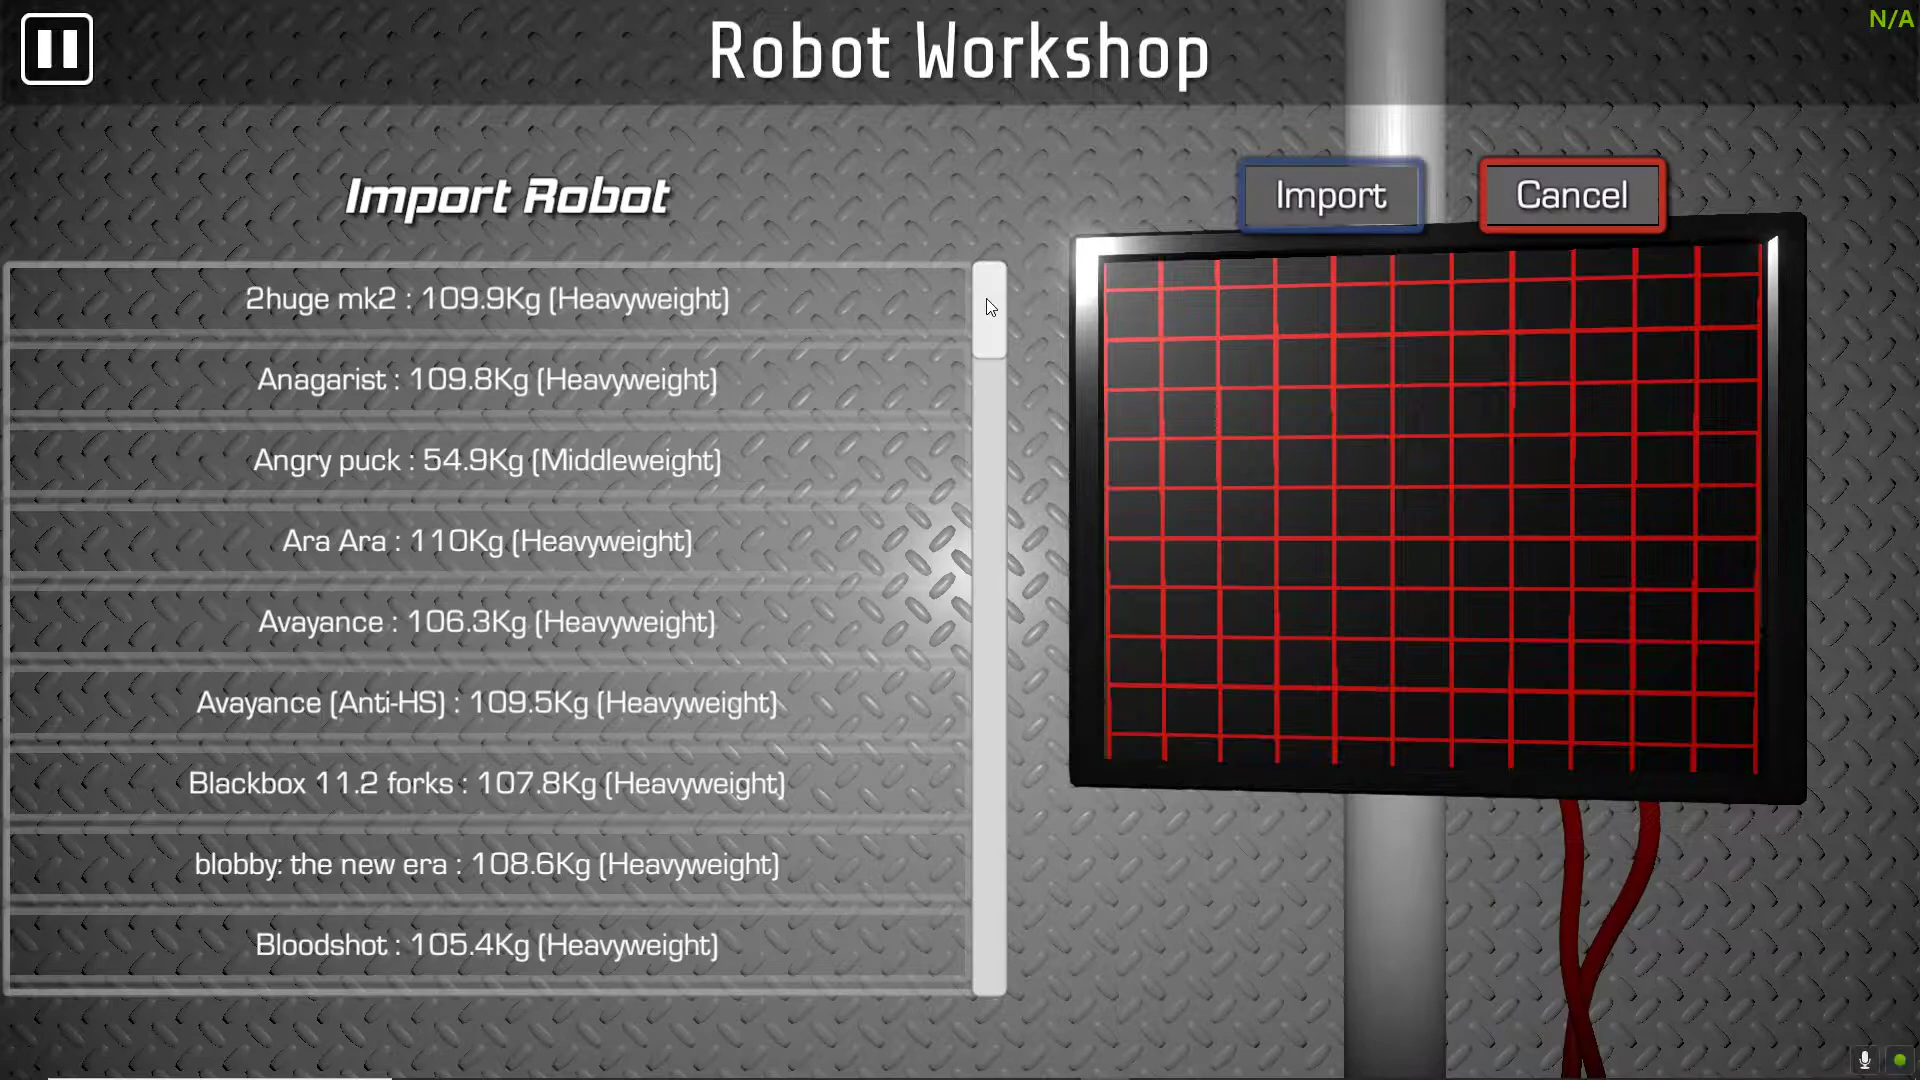 Robot Workshop
N/A
Import Robot
Import
Cancel
2huge mk2 : 109.9Kg (Heavyweight)
Anagarist : 109.8Kg (Heavyweight)
Angry puck : 54.9Kg (Middleweight)
Ara Ara : 110Kg (Heavyweight)
Avayance : 106.3Kg (Heavyweight)
Avayance (Anti-HS) : 109.5Kg (Heavyweight)
Blackbox 11.2 forks : 107.8Kg (Heavyweight)
blobby: the new era : 108.6Kg (Heavyweight)
Bloodshot : 105.4Kg (Heavyweight)